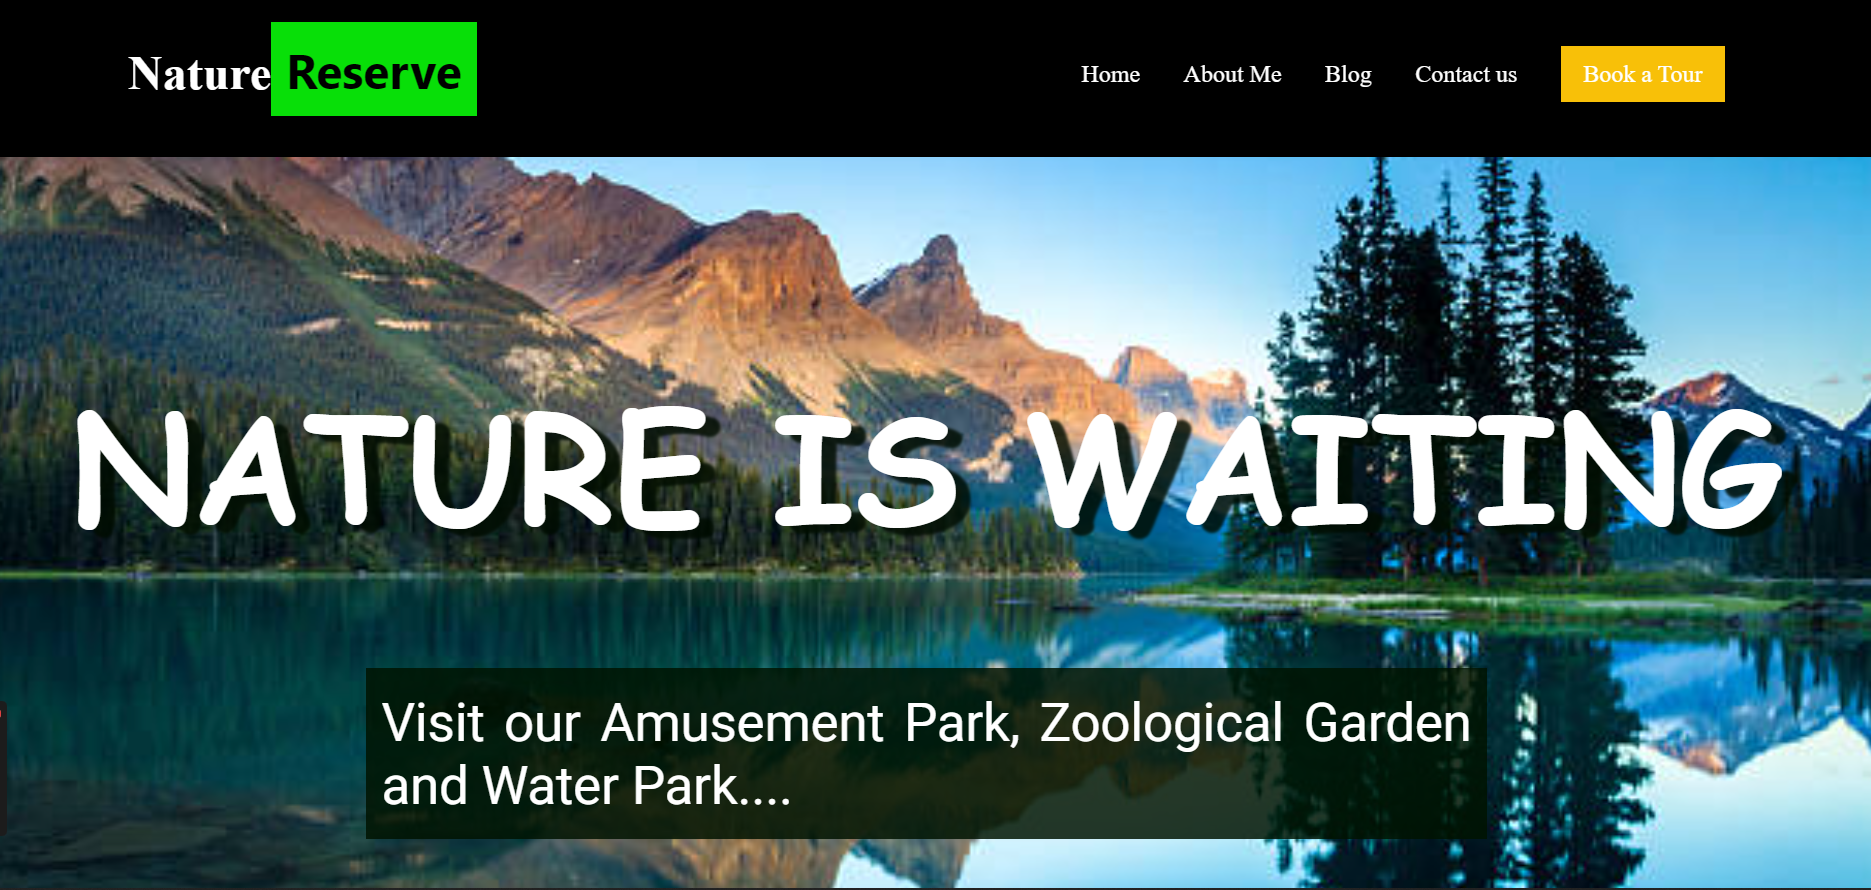 Nature Reserve
Home About Me Blog Contact us Book a Tour
NATURE IS WAITING
Visit our Amusement Park, Zoological Garden
and Water Park....